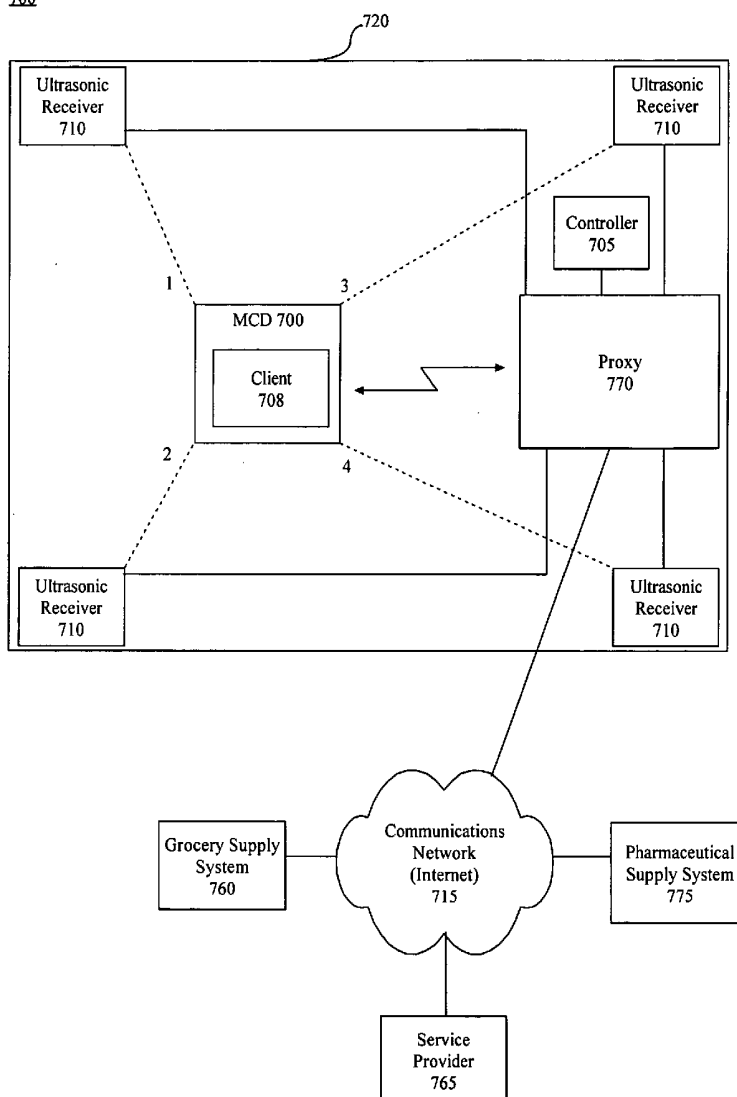 720
Ultrasonic
Receiver
710
Ultrasonic
Receiver
710
Controller
705
1
3
MCD 700
Client
708
Proxy
770
2
4
Ultrasonic
Receiver
710
Ultrasonic
Receiver
710
Grocery Supply
System
760
Communications
Network
(Internet)
715
Pharmaceutical
Supply System
775
Service
Provider
765